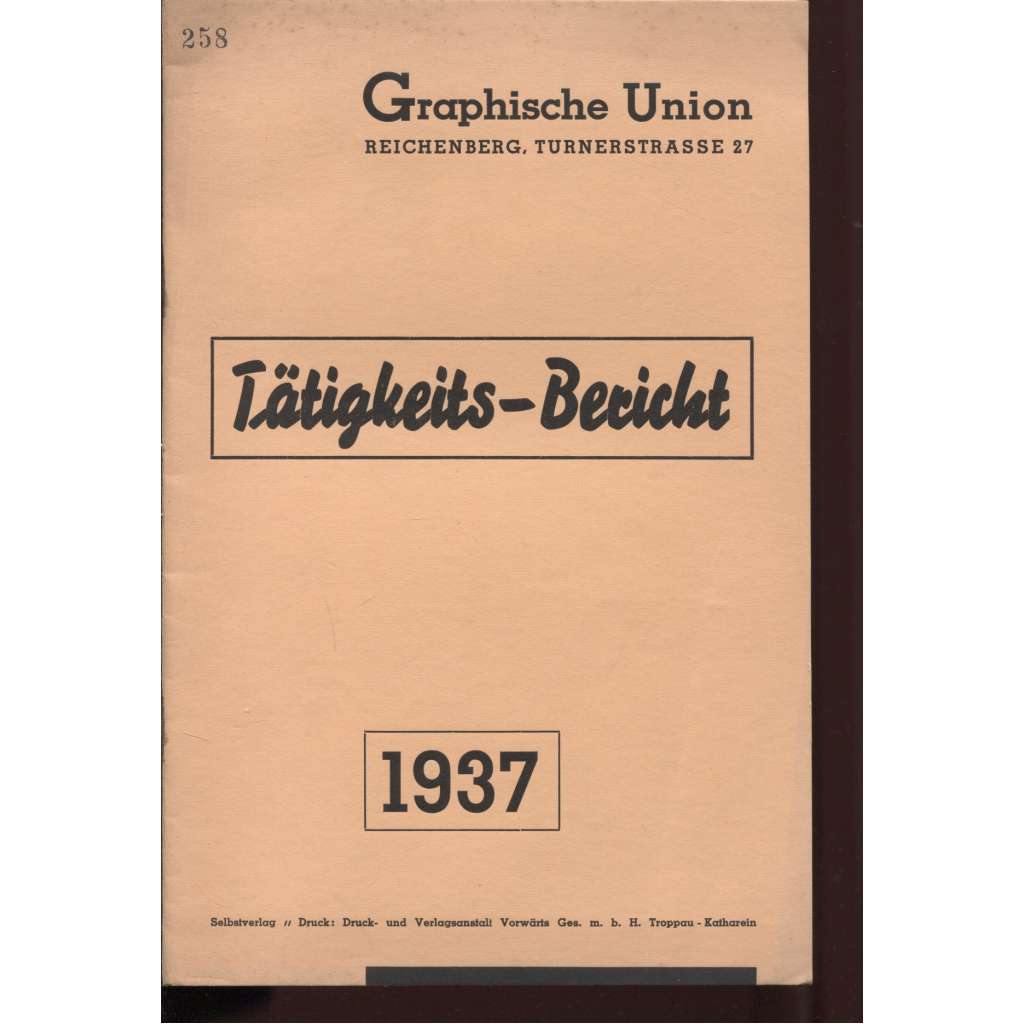 258
Graphische Union
REICHENBERG, TURNERSTRASSE 27
Tätigkeits-Bericht
1937
Selbstverlag // Druck: Druck- und Verlagsanstalt Vorwärts Ges. m. b. H. Troppau - Katharein